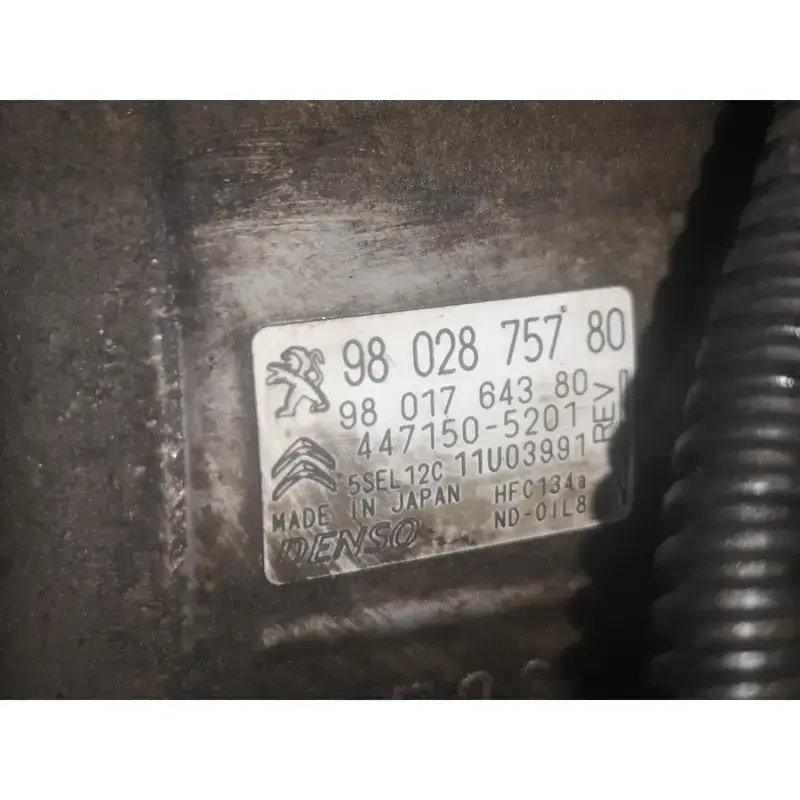 98 028 757 80
98 017 643 80
447150-5201
5SEL12C 11U03991
REV
MADE IN JAPAN HFC134a
DENSO ND-OIL8